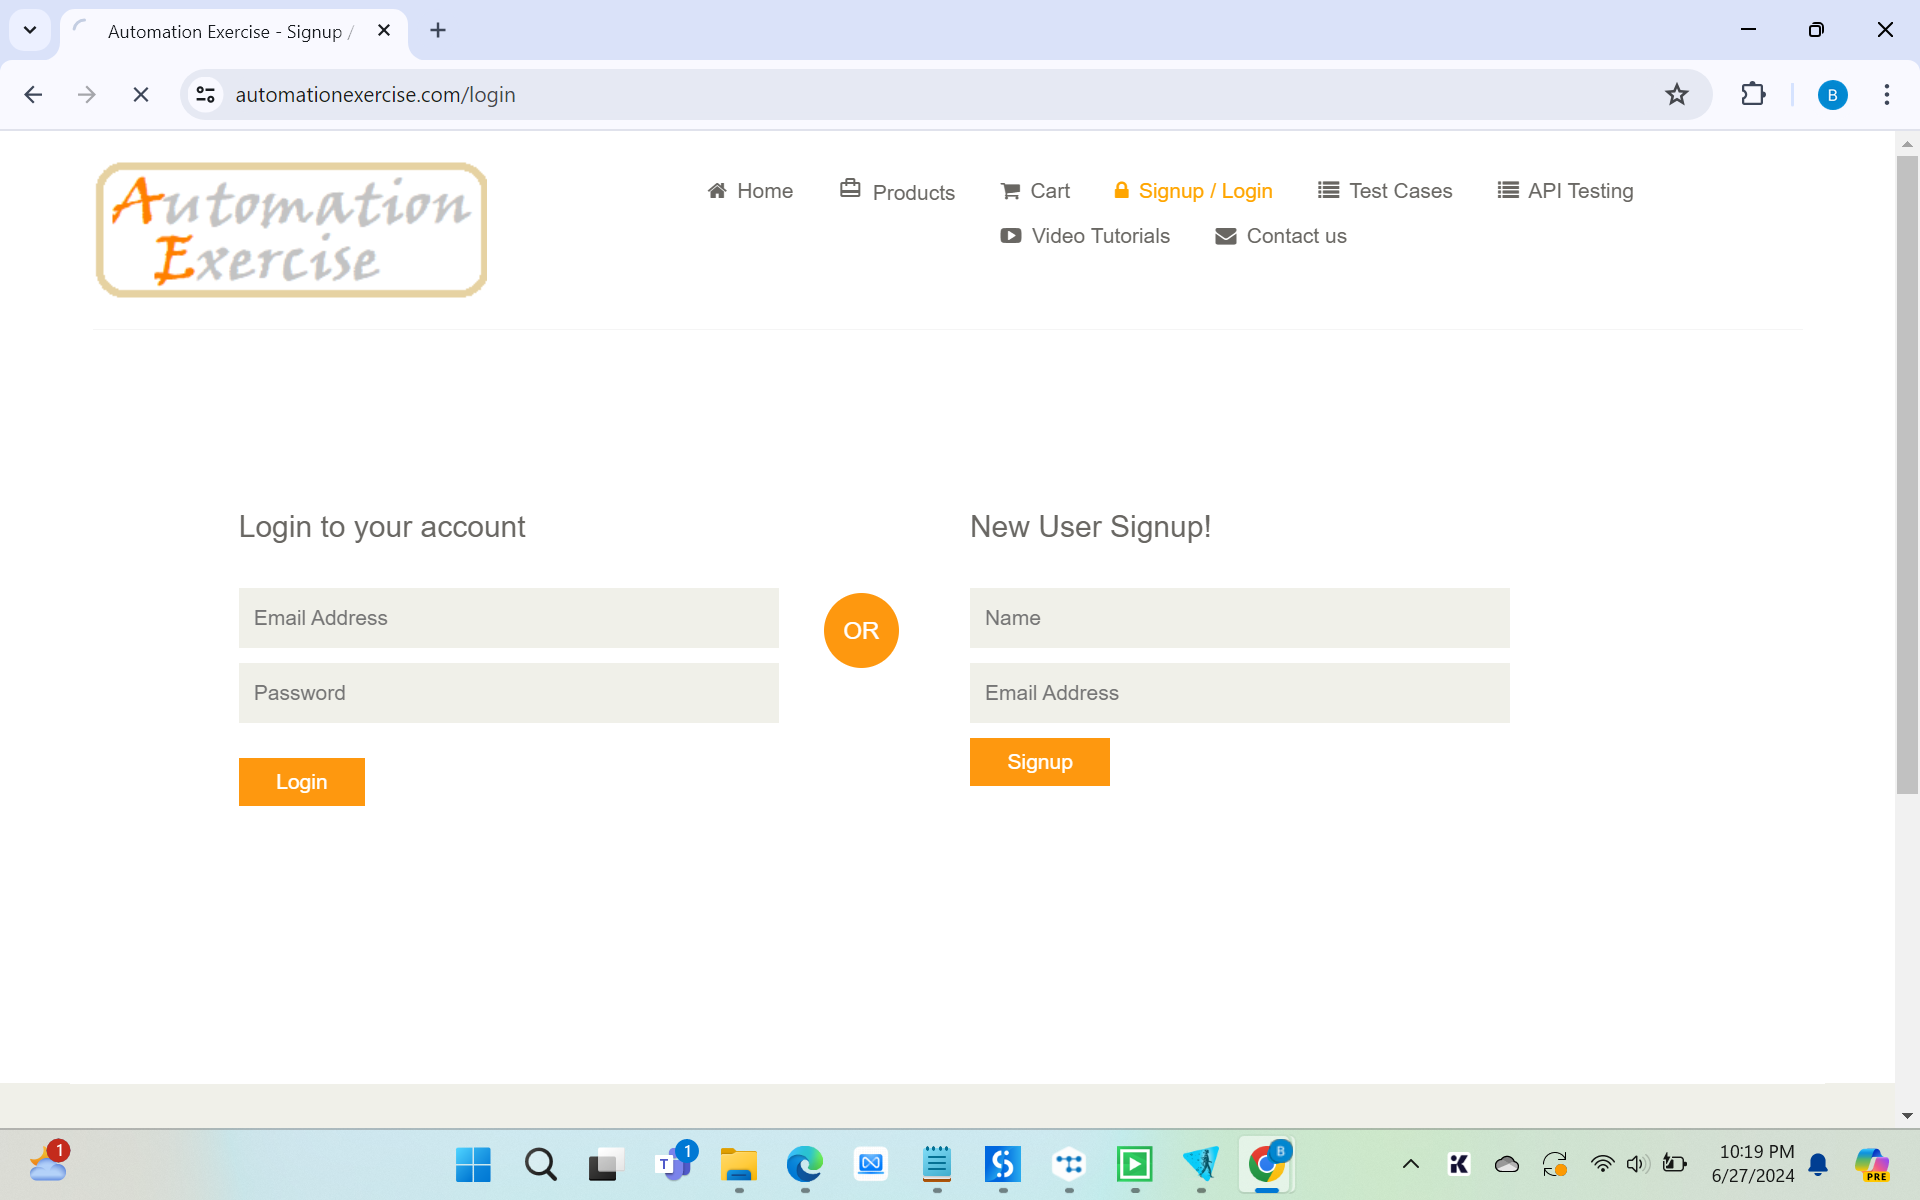 Automation Exercise - Signup /
automationexercise.com/login
B
Automation
Exercise
Home
Products
Cart
Signup / Login
Test Cases
API Testing
Video Tutorials
Contact us
Login to your account
New User Signup!
Email Address
OR
Name
Password
Email Address
Login
Signup
1
T
1
B
K
10:19 PM
6/27/2024
PRE